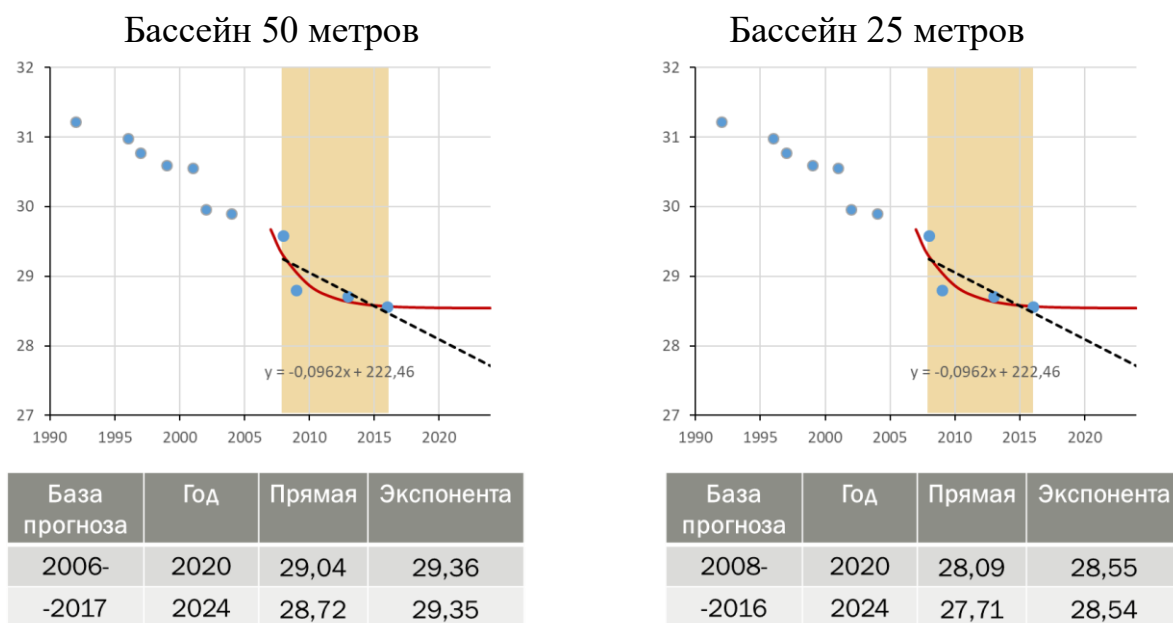 Бассейн 50 метров
32
31
30
29
28
27
y = -0,0962x + 222,46
1990 1995 2000 2005 2010 2015 2020
База прогноза Год Прямая Экспонента
2006- 2020 29,04 29,36
-2017 2024 28,72 29,35
Бассейн 25 метров
32
31
30
29
28
27
y = -0,0962x + 222,46
1990 1995 2000 2005 2010 2015 2020
База прогноза Год Прямая Экспонента
2008- 2020 28,09 28,55
-2016 2024 27,71 28,54